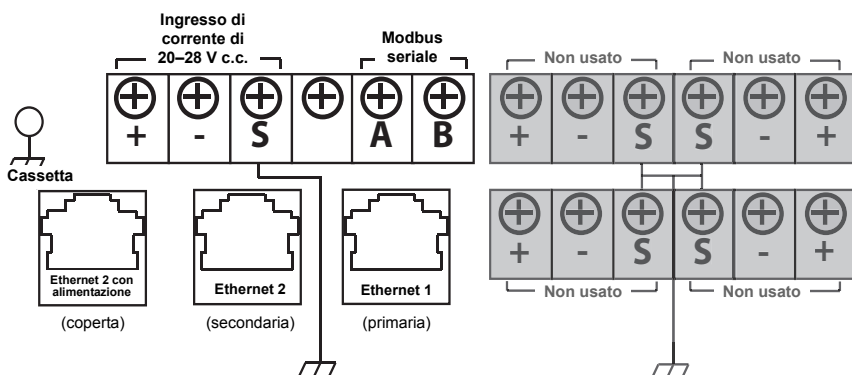 Ingresso di
corrente di
20–28 V c.c.
Modbus
seriale
+ - S A B
Cassetta
Non usato Non usato
+ - S S - +
+ - S S - +
Non usato Non usato
Ethernet 2 con
alimentazione
(coperta)
Ethernet 2
(secondaria)
Ethernet 1
(primaria)